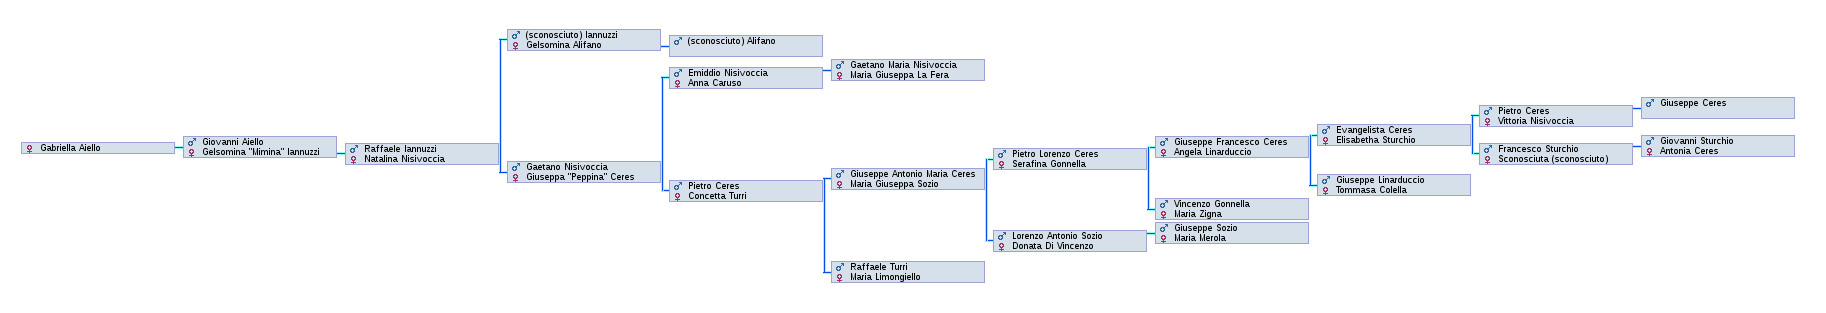 Gabriella Aiello
Giovanni Aiello
Gelsomina "Mimina" Iannuzzi
Raffaele Iannuzzi
Natalina Nisivoccia
(sconosciuto) Iannuzzi
Gelsomina Alifano
Gaetano Nisivoccia
Giuseppa "Peppina" Ceres
(sconosciuto) Alifano
Emiddio Nisivoccia
Anna Caruso
Pietro Ceres
Concetta Turri
Gaetano Maria Nisivoccia
Maria Giuseppa La Fera
Giuseppe Antonio Maria Ceres
Maria Giuseppa Sozio
Raffaele Turri
Maria Limongiello
Pietro Lorenzo Ceres
Serafina Gonnella
Lorenzo Antonio Sozio
Donata Di Vincenzo
Giuseppe Francesco Ceres
Angela Linarduccio
Vincenzo Gonnella
Maria Zigna
Giuseppe Sozio
Maria Merola
Evangelista Ceres
Elisabetha Sturchio
Giuseppe Linarduccio
Tommasa Colella
Pietro Ceres
Vittoria Nisivoccia
Francesco Sturchio
Sconosciuta (sconosciuto)
Giuseppe Ceres
Giovanni Sturchio
Antonia Ceres